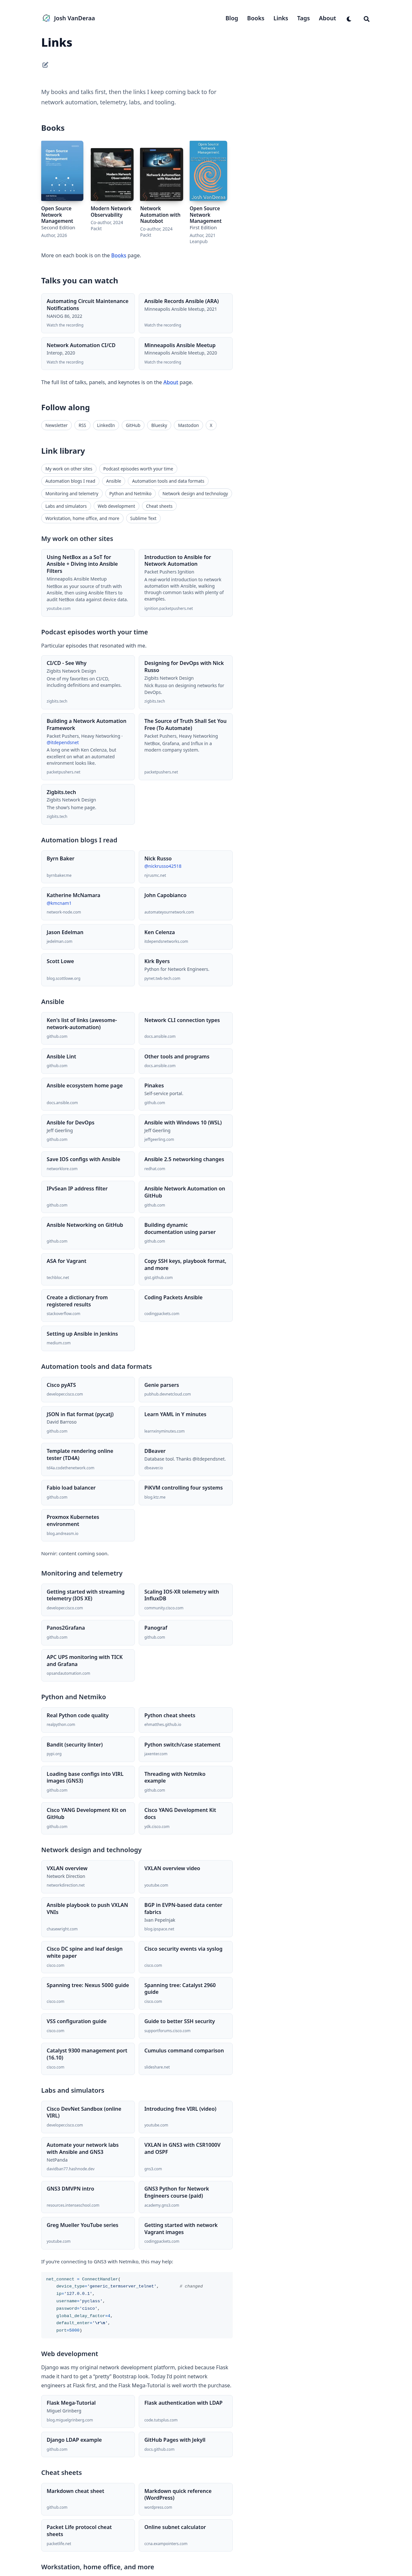 Josh VanDeraa
Blog Books Links Tags About
Links
My books and talks first, then the links I keep coming back to for
network automation, telemetry, labs, and tooling.
Books
Open Source
Network
Management
Second Edition
Author, 2026
Modern Network
Observability
Co-author, 2024
Packt
Network
Automation with
Nautobot
Co-author, 2024
Packt
Open Source
Network
Management
First Edition
Author, 2021
Leanpub
More on each book is on the Books page.
Talks you can watch
Automating Circuit Maintenance
Notifications
NANOG 86, 2022
Watch the recording
Ansible Records Ansible (ARA)
Minneapolis Ansible Meetup, 2021
Watch the recording
Network Automation CI/CD
Interop, 2020
Watch the recording
Minneapolis Ansible Meetup
Minneapolis Ansible Meetup, 2020
Watch the recording
The full list of talks, panels, and keynotes is on the About page.
Follow along
Newsletter RSS LinkedIn GitHub Bluesky Mastodon X
Link library
My work on other sites Podcast episodes worth your time
Automation blogs I read Ansible Automation tools and data formats
Monitoring and telemetry Python and Netmiko Network design and technology
Labs and simulators Web development Cheat sheets
Workstation, home office, and more Sublime Text
My work on other sites
Using NetBox as a SoT for
Ansible + Diving into Ansible
Filters
Minneapolis Ansible Meetup
NetBox as your source of truth with
Ansible, then using Ansible filters to
audit NetBox data against device data.
youtube.com
Introduction to Ansible for
Network Automation
Packet Pushers Ignition
A real-world introduction to network
automation with Ansible, walking
through common tasks with plenty of
examples.
ignition.packetpushers.net
Podcast episodes worth your time
Particular episodes that resonated with me.
CI/CD - See Why
Zigbits Network Design
One of my favorites on CI/CD,
including definitions and examples.
zigbits.tech
Designing for DevOps with Nick
Russo
Zigbits Network Design
Nick Russo on designing networks for
DevOps.
zigbits.tech
Building a Network Automation
Framework
Packet Pushers, Heavy Networking ·
@itdependsnet
A long one with Ken Celenza, but
excellent on what an automated
environment looks like.
packetpushers.net
The Source of Truth Shall Set You
Free (To Automate)
Packet Pushers, Heavy Networking
NetBox, Grafana, and Influx in a
modern company system.
packetpushers.net
Zigbits.tech
Zigbits Network Design
The show's home page.
zigbits.tech
Automation blogs I read
Byrn Baker
byrnbaker.me
Nick Russo
@nickrusso42518
njrusmc.net
Katherine McNamara
@kmcnam1
network-node.com
John Capobianco
automateyournetwork.com
Jason Edelman
jedelman.com
Ken Celenza
itdependsnetworks.com
Scott Lowe
blog.scottlowe.org
Kirk Byers
Python for Network Engineers.
pynet.twb-tech.com
Ansible
Ken's list of links (awesome-
network-automation)
github.com
Network CLI connection types
docs.ansible.com
Ansible Lint
github.com
Other tools and programs
docs.ansible.com
Ansible ecosystem home page
docs.ansible.com
Pinakes
Self-service portal.
github.com
Ansible for DevOps
Jeff Geerling
github.com
Ansible with Windows 10 (WSL)
Jeff Geerling
jeffgeerling.com
Save IOS configs with Ansible
networklore.com
Ansible 2.5 networking changes
redhat.com
IPvSean IP address filter
github.com
Ansible Network Automation on
GitHub
github.com
Ansible Networking on GitHub
github.com
Building dynamic
documentation using parser
github.com
ASA for Vagrant
techbloc.net
Copy SSH keys, playbook format,
and more
gist.github.com
Create a dictionary from
registered results
stackoverflow.com
Coding Packets Ansible
codingpackets.com
Setting up Ansible in Jenkins
medium.com
Automation tools and data formats
Cisco pyATS
developer.cisco.com
Genie parsers
pubhub.devnetcloud.com
JSON in flat format (pycatj)
David Barroso
github.com
Learn YAML in Y minutes
learnxinyminutes.com
Template rendering online
tester (TD4A)
td4a.codethenetwork.com
DBeaver
Database tool. Thanks @itdependsnet.
dbeaver.io
Fabio load balancer
github.com
PiKVM controlling four systems
blog.bst.me
Proxmox Kubernetes
environment
blog.ianthissin.io
Nornir: content coming soon.
Monitoring and telemetry
Getting started with streaming
telemetry (IOS XE)
developer.cisco.com
Scaling IOS-XR telemetry with
InfluxDB
community.cisco.com
Panos2Grafana
github.com
Panograf
github.com
APC UPS monitoring with TICK
and Grafana
upaandautomation.com
Python and Netmiko
Real Python code quality
realpython.com
Python cheat sheets
ehmatthes.github.io
Bandit (security linter)
pypi.org
Python switch/case statement
jaxenter.com
Loading base configs into VIRL
images (GNS3)
github.com
Threading with Netmiko
example
github.com
Cisco YANG Development Kit on
GitHub
github.com
Cisco YANG Development Kit
docs
ydk.cisco.com
Network design and technology
VXLAN overview
Network Direction
networkdirection.net
VXLAN overview video
youtube.com
Ansible playbook to push VXLAN
VNIs
chasewright.com
BGP in EVPN-based data center
fabrics
Ivan Pepelnjak
blog.ipspace.net
Cisco DC spine and leaf design
white paper
cisco.com
Cisco security events via syslog
cisco.com
Spanning tree: Nexus 5000 guide
cisco.com
Spanning tree: Catalyst 2960
guide
cisco.com
VSS configuration guide
cisco.com
Guide to better SSH security
supportforums.cisco.com
Catalyst 9300 management port
(16.10)
cisco.com
Cumulus command comparison
slideshare.net
Labs and simulators
Cisco DevNet Sandbox (online
VIRL)
developer.cisco.com
Introducing free VIRL (video)
youtube.com
Automate your network labs
with Ansible and GNS3
NetPanda
davidban77.hashnode.dev
VXLAN in GNS3 with CSR1000V
and OSPF
gns3.com
GNS3 DMVPN intro
resources.intenseschool.com
GNS3 Python for Network
Engineers course (paid)
academy.gns3.com
Greg Mueller YouTube series
youtube.com
Getting started with network
Vagrant images
codingpackets.com
If you're connecting to GNS3 with Netmiko, this may help:
net_connect = ConnectHandler(
device_type='generic_termserver_telnet', # changed
ip='127.0.0.1',
username='pyclass',
password='cisco',
global_delay_factor=4,
default_enter='\r\n',
port=5000)
Web development
Django was my original network development platform, picked because Flask
made it hard to get a "pretty" Bootstrap look. Today I'd point network
engineers at Flask first, and the Flask Mega-Tutorial is well worth the purchase.
Flask Mega-Tutorial
Miguel Grinberg
blog.miguelgrinberg.com
Flask authentication with LDAP
code.tutsplus.com
Django LDAP example
github.com
GitHub Pages with Jekyll
docs.github.com
Cheat sheets
Markdown cheat sheet
github.com
Markdown quick reference
(WordPress)
wordpress.com
Packet Life protocol cheat
sheets
packetlife.net
Online subnet calculator
ccna.exampointers.com
Workstation, home office, and more